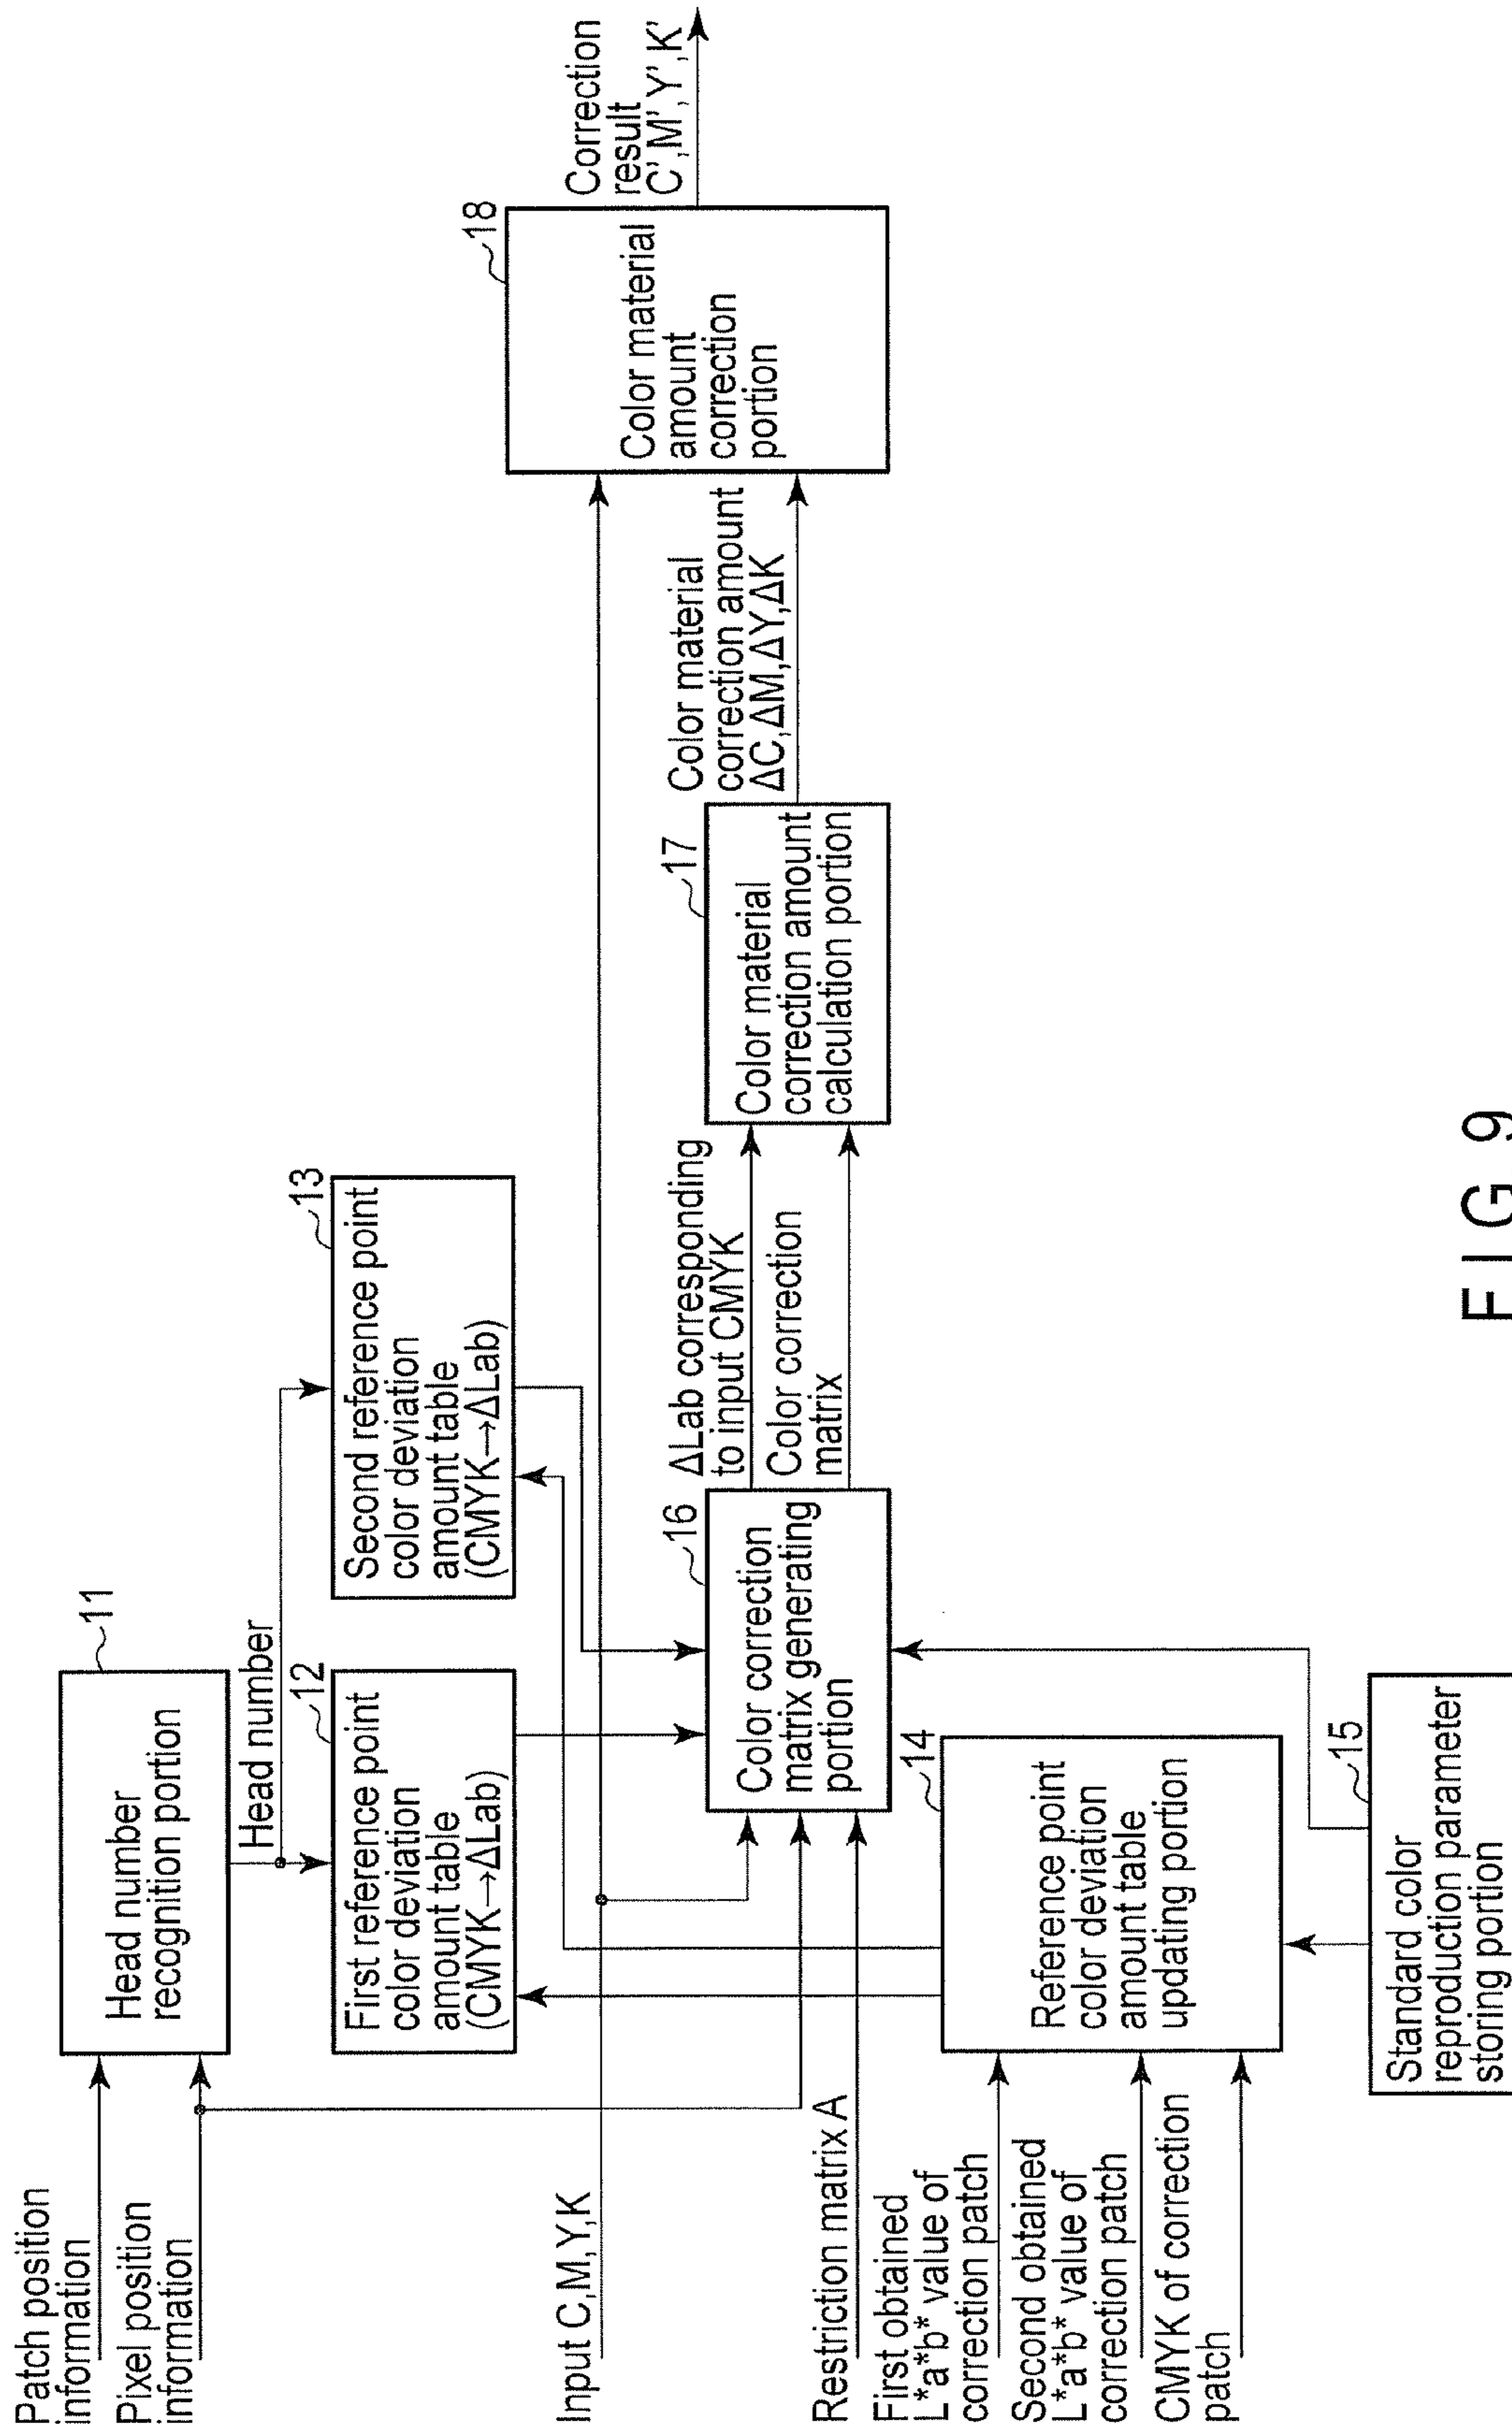 Patch position
information
Pixel position
information
11
Head number
recognition portion
Head number
12
First reference point
color deviation
amount table
(CMYK→ΔLab)
13
Second reference point
color deviation
amount table
(CMYK→ΔLab)
Input C,M,Y,K
Restriction matrix A
16
Color correction
matrix generating
portion
ΔLab corresponding
to input CMYK
Color correction
matrix
17
Color material
correction amount
calculation portion
Color material
correction amount
ΔC,ΔM,ΔY,ΔK
18
Color material
amount
correction
portion
Correction
result
C',M',Y',K'
First obtained
L*a*b* value of
correction patch
Second obtained
L*a*b* value of
correction patch
CMYK of correction
patch
14
Reference point
color deviation
amount table
updating portion
15
Standard color
reproduction parameter
storing portion
FIG 9